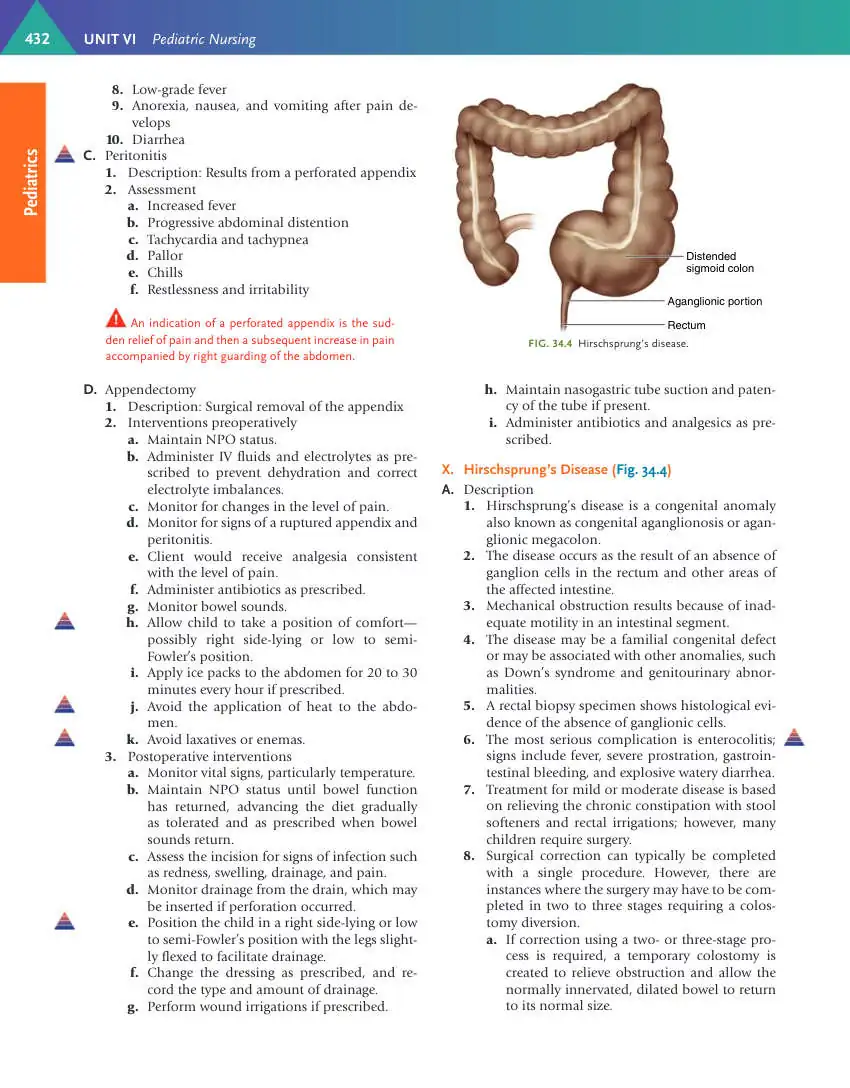 432
UNIT VI Pediatric Nursing
Pediatrics
8. Low-grade fever
9. Anorexia, nausea, and vomiting after pain de-
velops
10. Diarrhea
C. Peritonitis
1. Description: Results from a perforated appendix
2. Assessment
a. Increased fever
b. Progressive abdominal distention
c. Tachycardia and tachypnea
d. Pallor
e. Chills
f. Restlessness and irritability
An indication of a perforated appendix is the sud-
den relief of pain and then a subsequent increase in pain
accompanied by right guarding of the abdomen.
D. Appendectomy
1. Description: Surgical removal of the appendix
2. Interventions preoperatively
a. Maintain NPO status.
b. Administer IV fluids and electrolytes as pre-
scribed to prevent dehydration and correct
electrolyte imbalances.
c. Monitor for changes in the level of pain.
d. Monitor for signs of a ruptured appendix and
peritonitis.
e. Client would receive analgesia consistent
with the level of pain.
f. Administer antibiotics as prescribed.
g. Monitor bowel sounds.
h. Allow child to take a position of comfort—
possibly right side-lying or low to semi-
Fowler's position.
i. Apply ice packs to the abdomen for 20 to 30
minutes every hour if prescribed.
j. Avoid the application of heat to the abdo-
men.
k. Avoid laxatives or enemas.
3. Postoperative interventions
a. Monitor vital signs, particularly temperature.
b. Maintain NPO status until bowel function
has returned, advancing the diet gradually
as tolerated and as prescribed when bowel
sounds return.
c. Assess the incision for signs of infection such
as redness, swelling, drainage, and pain.
d. Monitor drainage from the drain, which may
be inserted if perforation occurred.
e. Position the child in a right side-lying or low
to semi-Fowler's position with the legs slight-
ly flexed to facilitate drainage.
f. Change the dressing as prescribed, and re-
cord the type and amount of drainage.
g. Perform wound irrigations if prescribed.
Distended
sigmoid colon
Aganglionic portion
Rectum
FIG. 34.4 Hirschsprung's disease.
h. Maintain nasogastric tube suction and paten-
cy of the tube if present.
i. Administer antibiotics and analgesics as pre-
scribed.
X. Hirschsprung's Disease (Fig. 34.4)
A. Description
1. Hirschsprung's disease is a congenital anomaly
also known as congenital aganglionosis or agan-
glionic megacolon.
2. The disease occurs as the result of an absence of
ganglion cells in the rectum and other areas of
the affected intestine.
3. Mechanical obstruction results because of inad-
equate motility in an intestinal segment.
4. The disease may be a familial congenital defect
or may be associated with other anomalies, such
as Down's syndrome and genitourinary abnor-
malities.
5. A rectal biopsy specimen shows histological evi-
dence of the absence of ganglionic cells.
6. The most serious complication is enterocolitis;
signs include fever, severe prostration, gastroin-
testinal bleeding, and explosive watery diarrhea.
7. Treatment for mild or moderate disease is based
on relieving the chronic constipation with stool
softeners and rectal irrigations; however, many
children require surgery.
8. Surgical correction can typically be completed
with a single procedure. However, there are
instances where the surgery may have to be com-
pleted in two to three stages requiring a colos-
tomy diversion.
a. If correction using a two- or three-stage pro-
cess is required, a temporary colostomy is
created to relieve obstruction and allow the
normally innervated, dilated bowel to return
to its normal size.